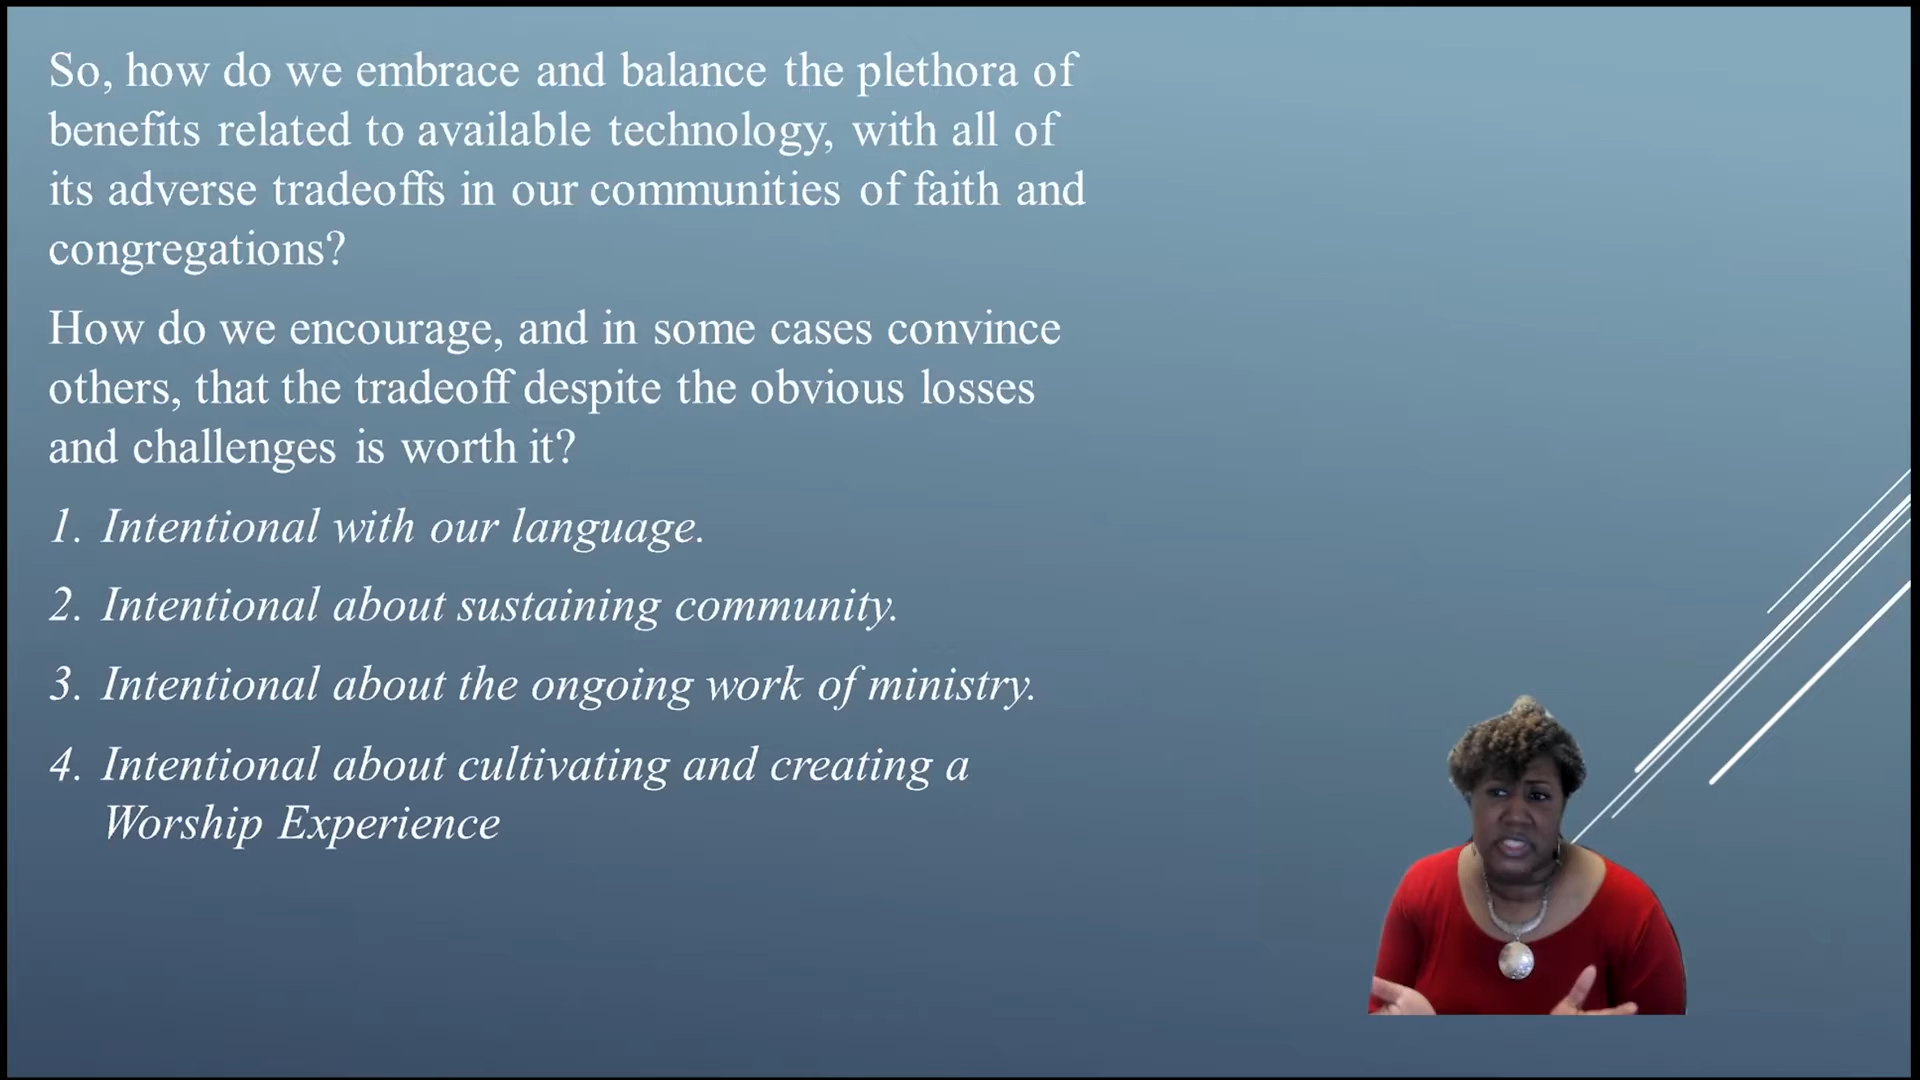 So, how do we embrace and balance the plethora of
benefits related to available technology, with all of
its adverse tradeoffs in our communities of faith and
congregations?
How do we encourage, and in some cases convince
others, that the tradeoff despite the obvious losses
and challenges is worth it?
1. Intentional with our language.
2. Intentional about sustaining community.
3. Intentional about the ongoing work of ministry.
4. Intentional about cultivating and creating a
Worship Experience